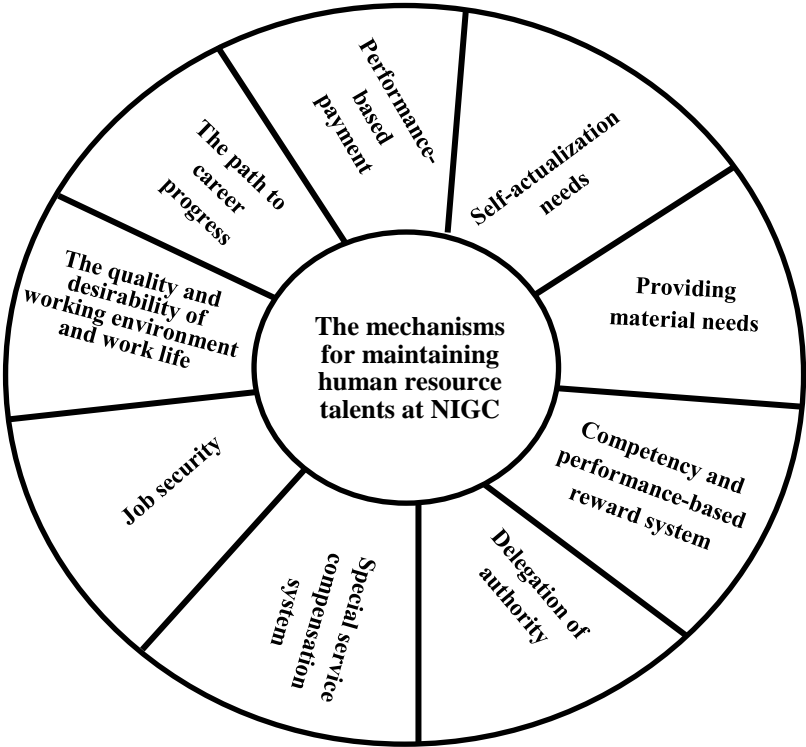 Performance-
based
payment
Self-actualization
needs
Providing
material needs
Competency and
performance-based
reward system
Delegation of
authority
Special service
compensation
system
Job security
The quality and
desirability of
working environment
and work life
The path to
career
progress
The mechanisms
for maintaining
human resource
talents at NIGC